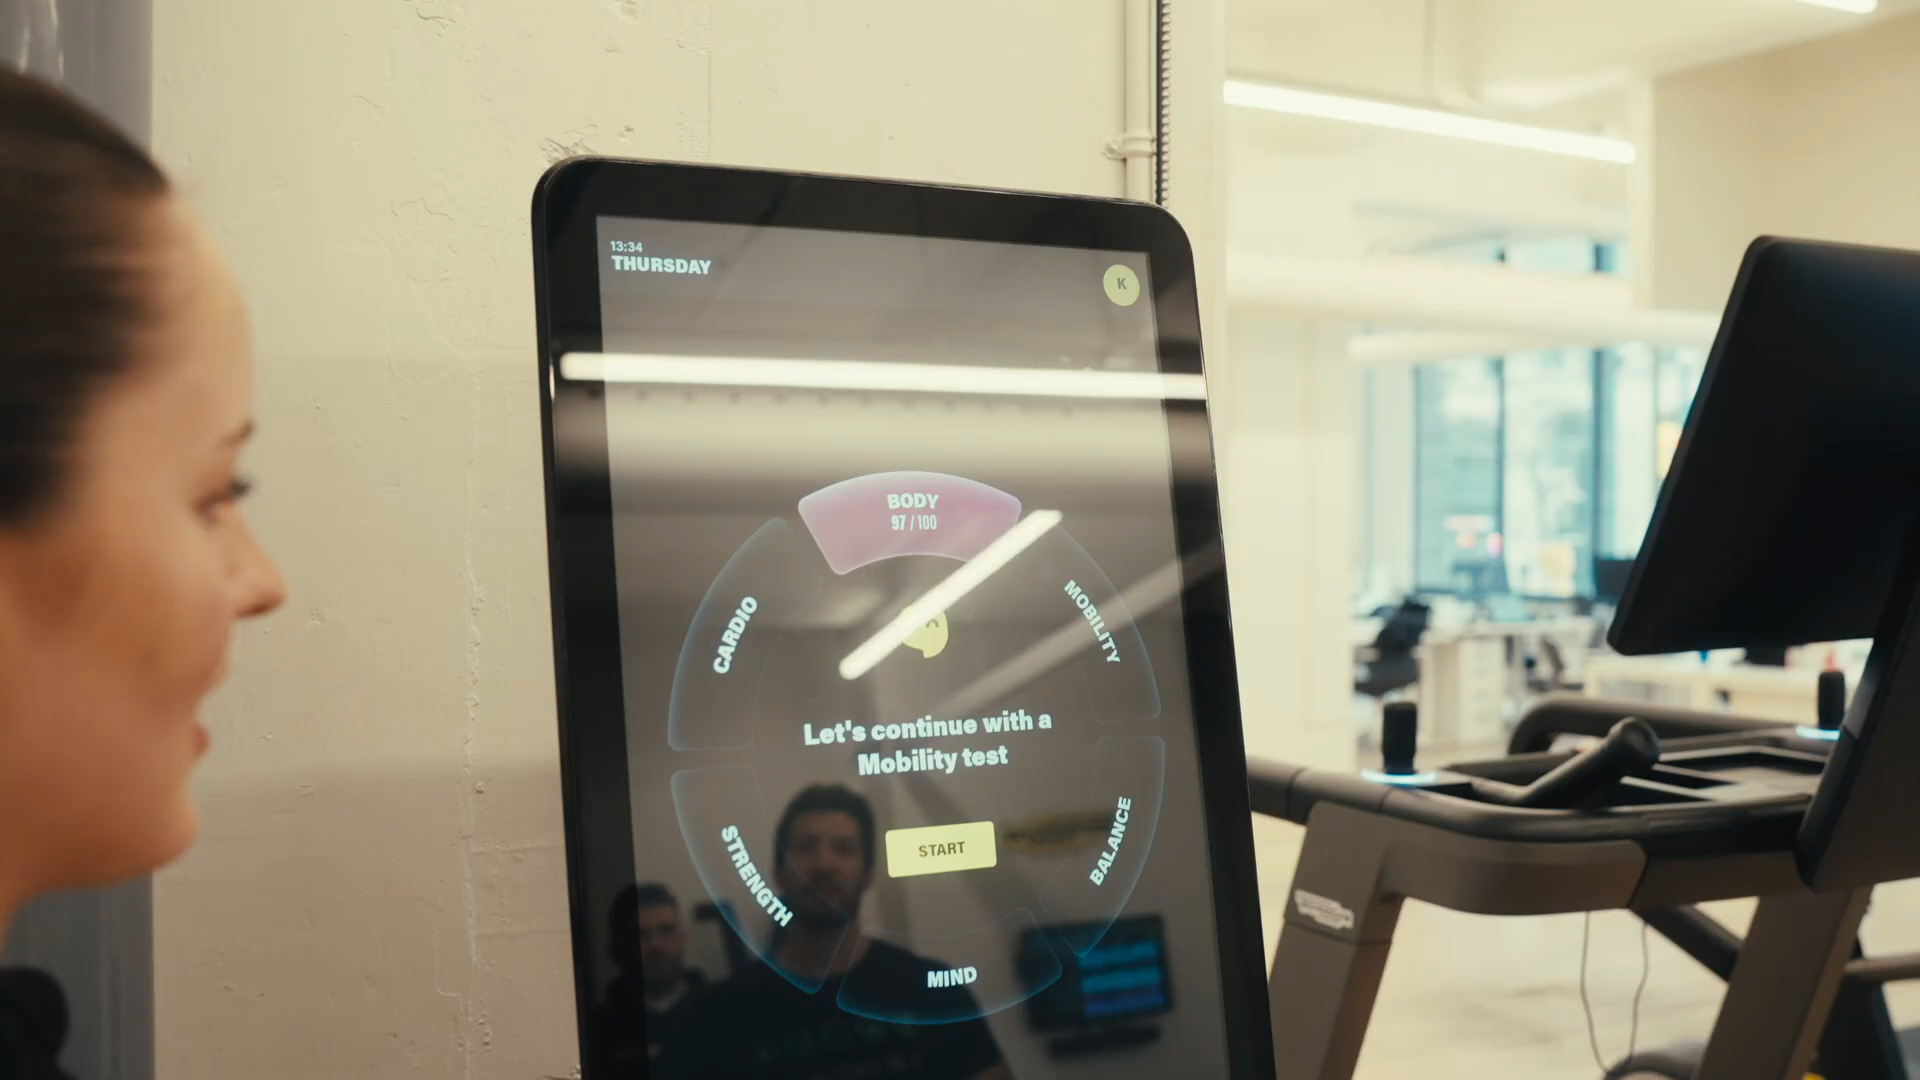 13:34
THURSDAY
K
BODY
97 / 100
CARDIO
MOBILITY
Let's continue with a
Mobility test
START
STRENGTH
BALANCE
MIND